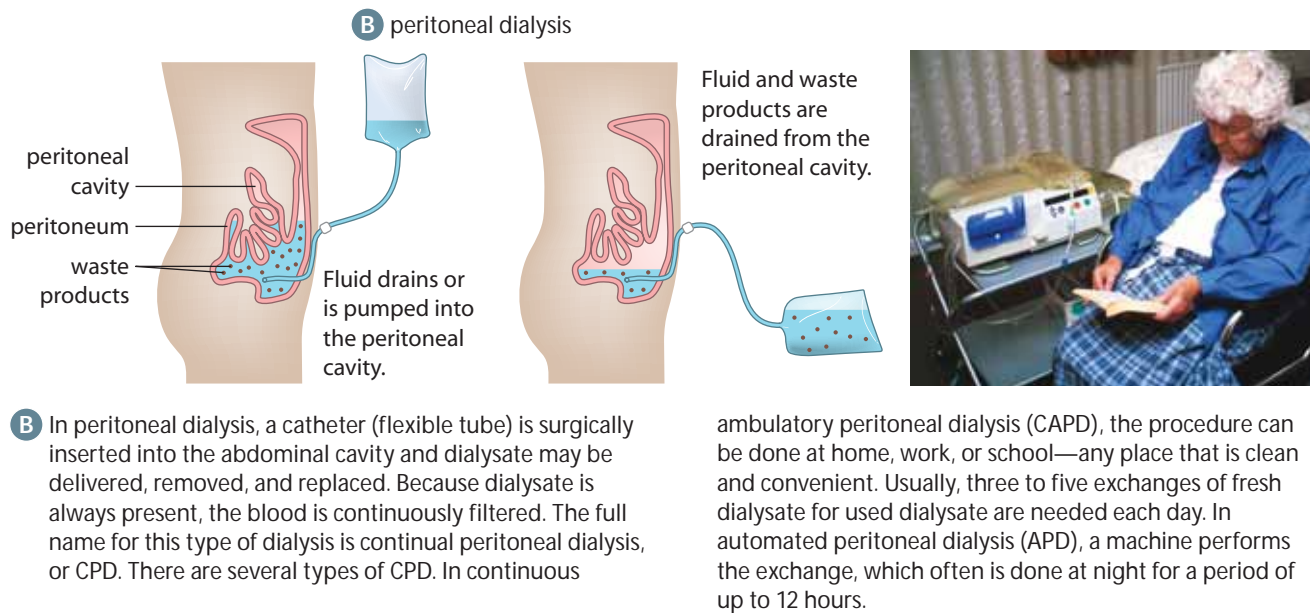 B peritoneal dialysis
peritoneal
cavity
peritoneum
waste
products
Fluid drains or
is pumped into
the peritoneal
cavity.
Fluid and waste
products are
drained from the
peritoneal cavity.
B In peritoneal dialysis, a catheter (flexible tube) is surgically
inserted into the abdominal cavity and dialysate may be
delivered, removed, and replaced. Because dialysate is
always present, the blood is continuously filtered. The full
name for this type of dialysis is continual peritoneal dialysis,
or CPD. There are several types of CPD. In continuous
ambulatory peritoneal dialysis (CAPD), the procedure can
be done at home, work, or school—any place that is clean
and convenient. Usually, three to five exchanges of fresh
dialysate for used dialysate are needed each day. In
automated peritoneal dialysis (APD), a machine performs
the exchange, which often is done at night for a period of
up to 12 hours.